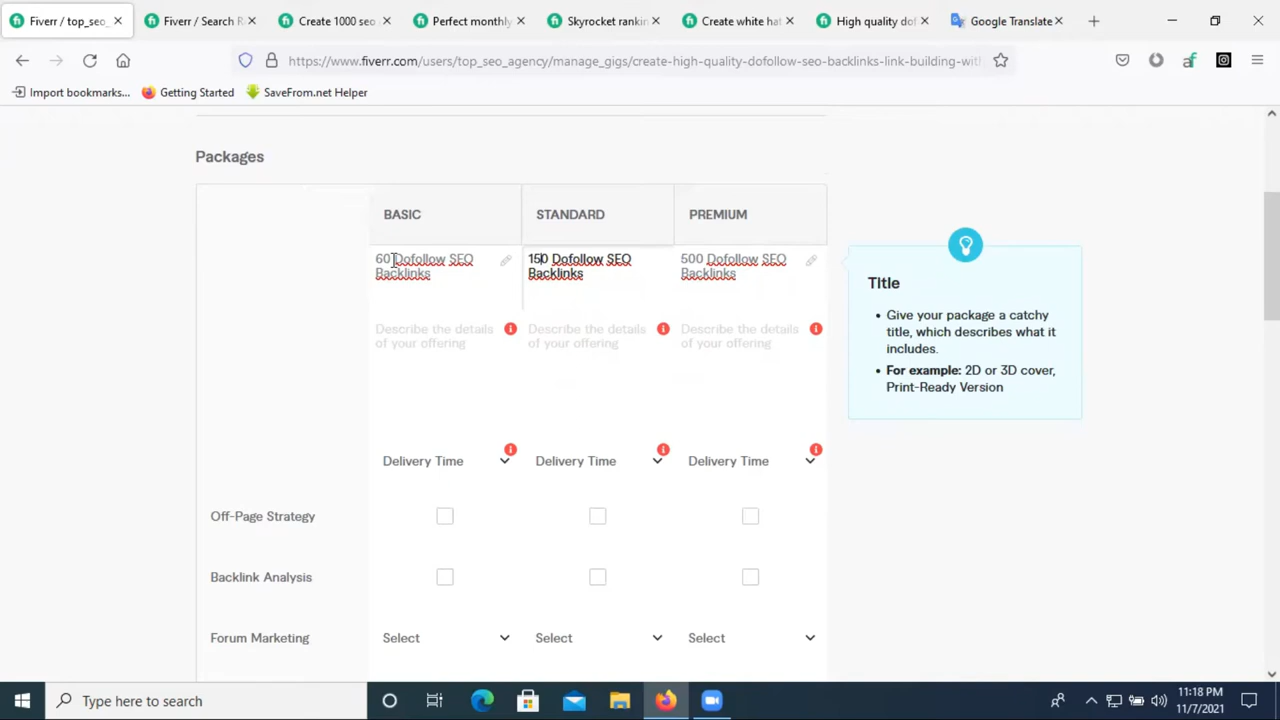 Fiverr / top_seo_
Fiverr / Search R
Create 1000 seo
Perfect monthly
Skyrocket rankin
Create white hat
High quality dof
Google Translate
https://www.fiverr.com/users/top_seo_agency/manage_gigs/create-high-quality-dofollow-seo-backlinks-link-building-wit
Import bookmarks...
Getting Started
SaveFrom.net Helper
Packages
BASIC
STANDARD
PREMIUM
60 Dofollow SEO
Backlinks
150 Dofollow SEO
Backlinks
500 Dofollow SEO
Backlinks
Describe the details
of your offering
Describe the details
of your offering
Describe the details
of your offering
Title
• Give your package a catchy
title, which describes what it
includes.
• For example: 2D or 3D cover,
Print-Ready Version
Delivery Time
Delivery Time
Delivery Time
Off-Page Strategy
Backlink Analysis
Forum Marketing
Select
Select
Select
Type here to search
11:18 PM
11/7/2021